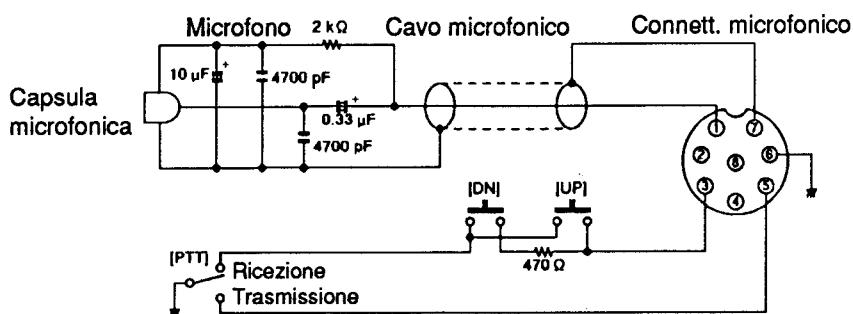 Microfono
2 kΩ
Cavo microfonico
Connett. microfonico
10 µF
+
4700 pF
+
Capsula
microfonica
0.33 µF
4700 pF
1
7
2
8
6
3
5
4
[DN]
[UP]
470 Ω
[PTT]
Ricezione
Trasmissione